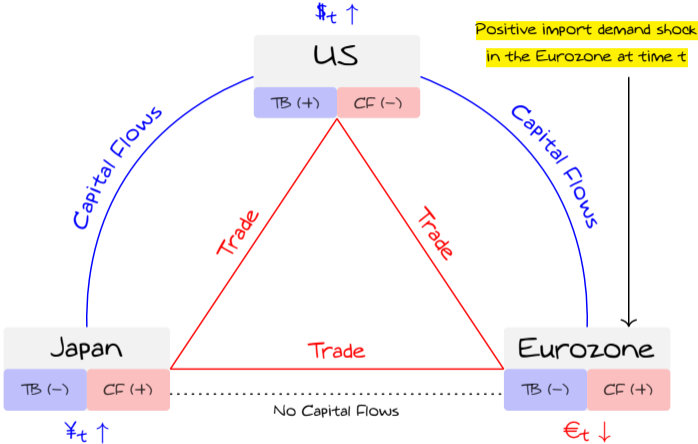 $t ↑
Positive import demand shock
in the Eurozone at time t
US
TB (+) CF (-)
Capital Flows
Capital Flows
Trade
Trade
Japan
Trade
Eurozone
TB (-) CF (+)
TB (-) CF (+)
No Capital Flows
¥t ↑
€t ↓